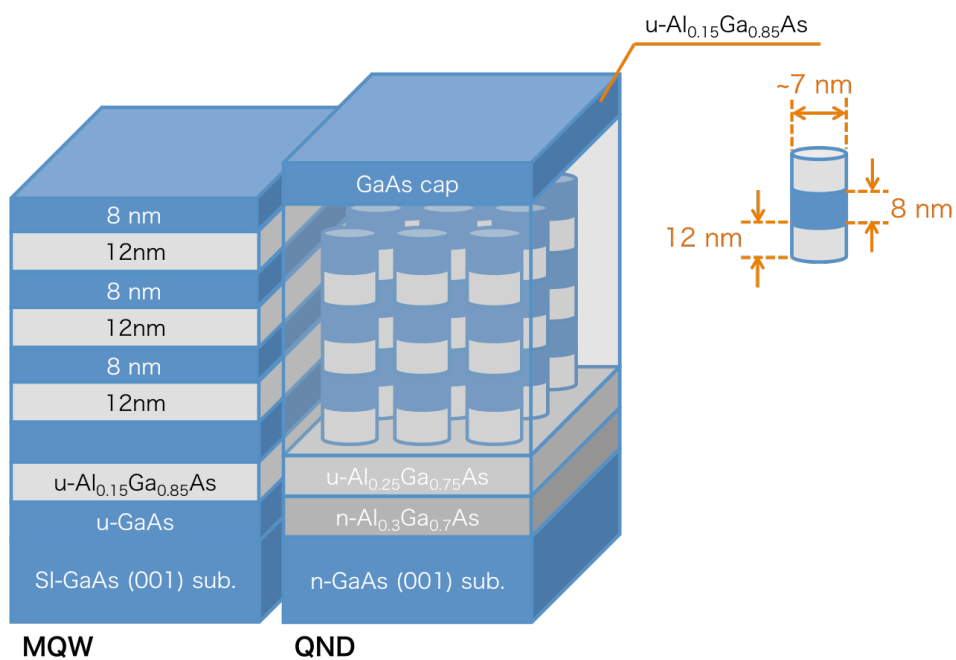 u-Al0.15Ga0.85As
~7 nm
8 nm
12 nm
GaAs cap
8 nm
12nm
8 nm
12nm
8 nm
12nm
u-Al0.15Ga0.85As
u-GaAs
SI-GaAs (001) sub.
MQW
u-Al0.25Ga0.75As
n-Al0.3Ga0.7As
n-GaAs (001) sub.
QND